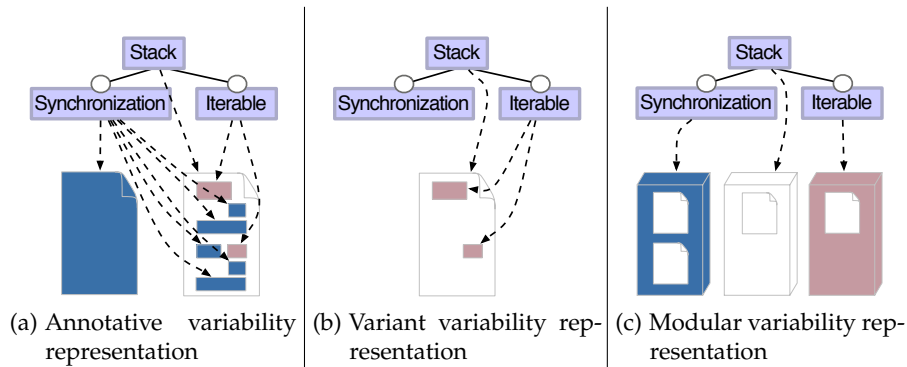 Stack
Synchronization
Iterable
(a) Annotative variability
representation
Stack
Synchronization
Iterable
(b) Variant variability rep-
resentation
Stack
Synchronization
Iterable
(c) Modular variability rep-
resentation